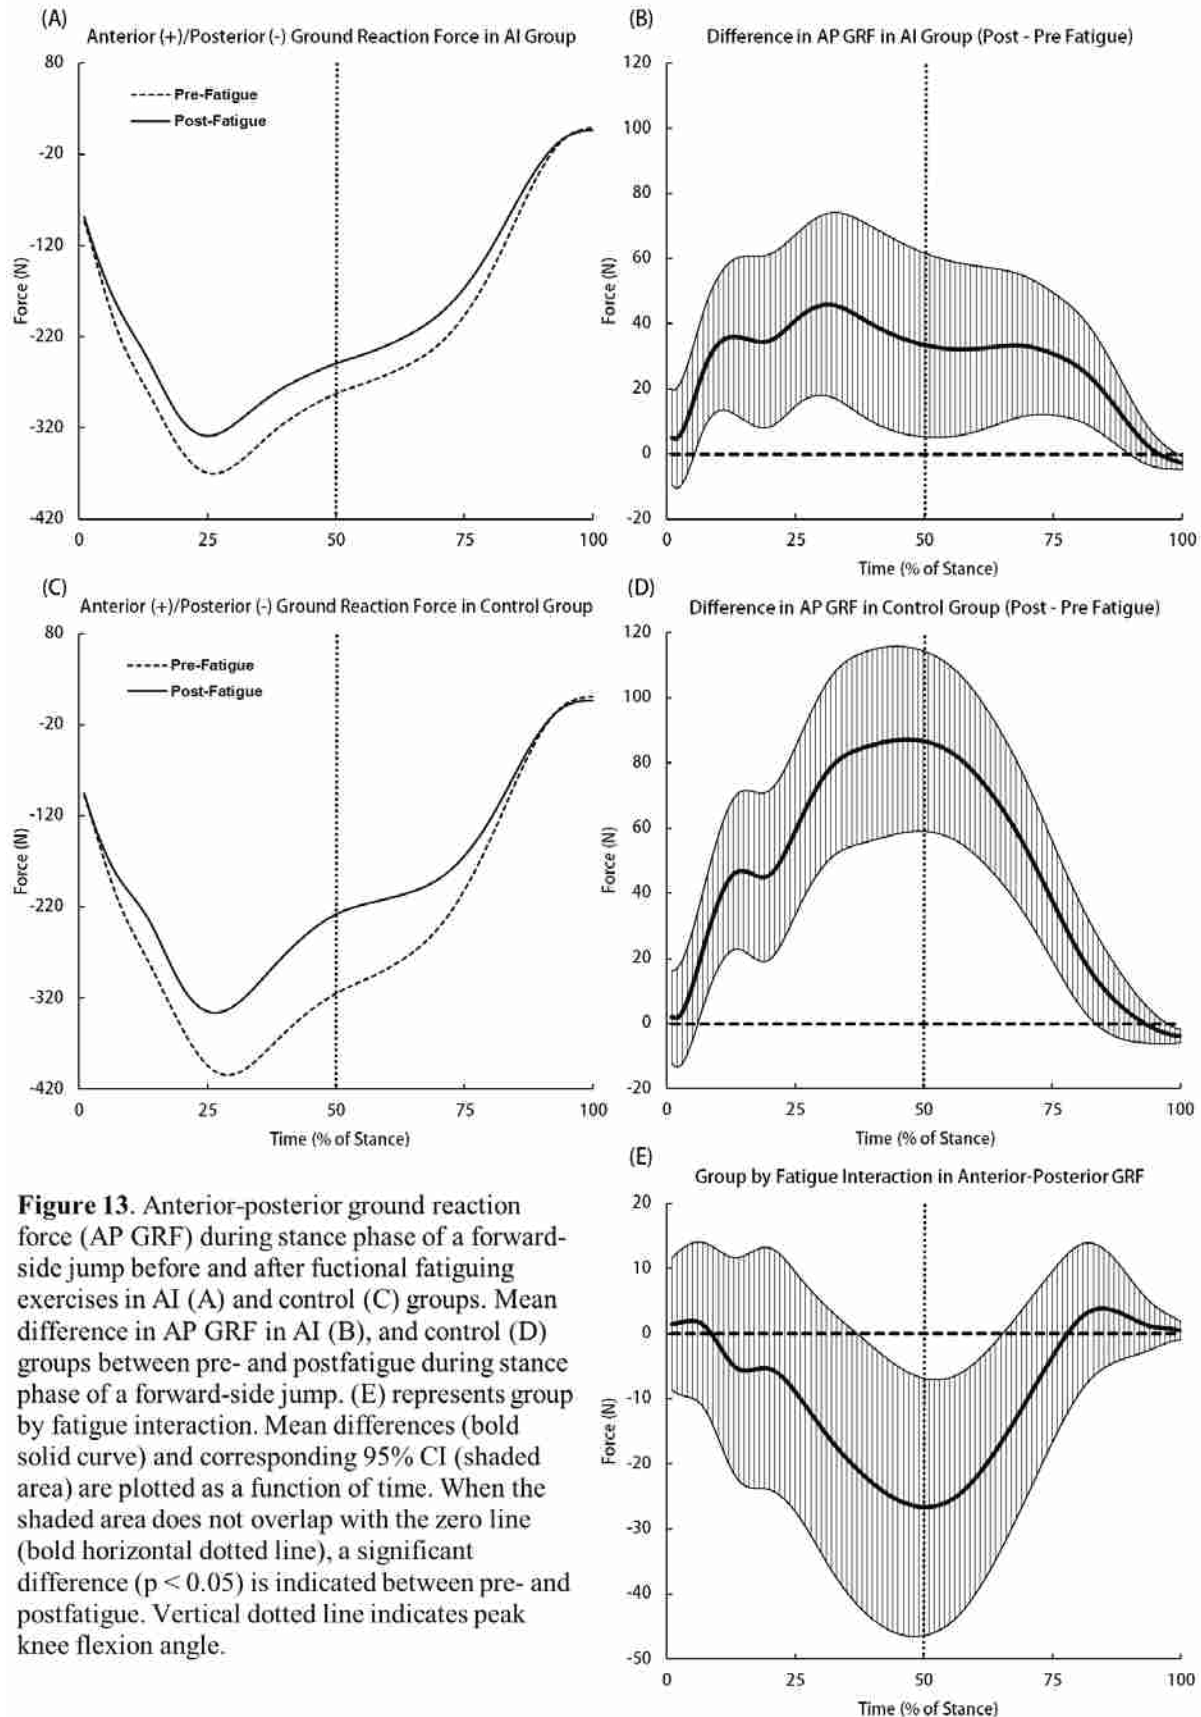 (A)
Anterior (+)/Posterior (-) Ground Reaction Force in AI Group
80
-20
-120
-220
-320
-420
Force (N)
Pre-Fatigue
Post-Fatigue
0 25 50 75 100
(B)
Difference in AP GRF in AI Group (Post - Pre Fatigue)
120
100
80
60
40
20
0
-20
Force (N)
0 25 50 75 100
Time (% of Stance)
(C)
Anterior (+)/Posterior (-) Ground Reaction Force in Control Group
80
-20
-120
-220
-320
-420
Force (N)
Pre-Fatigue
Post-Fatigue
0 25 50 75 100
Time (% of Stance)
(D)
Difference in AP GRF in Control Group (Post - Pre Fatigue)
120
100
80
60
40
20
0
-20
Force (N)
0 25 50 75 100
Time (% of Stance)
(E)
Group by Fatigue Interaction in Anterior-Posterior GRF
20
10
0
-10
-20
-30
-40
-50
Force (N)
0 25 50 75 100
Time (% of Stance)
Figure 13. Anterior-posterior ground reaction
force (AP GRF) during stance phase of a forward-
side jump before and after fuctional fatiguing
exercises in AI (A) and control (C) groups. Mean
difference in AP GRF in AI (B), and control (D)
groups between pre- and postfatigue during stance
phase of a forward-side jump. (E) represents group
by fatigue interaction. Mean differences (bold
solid curve) and corresponding 95% CI (shaded
area) are plotted as a function of time. When the
shaded area does not overlap with the zero line
(bold horizontal dotted line), a significant
difference (p < 0.05) is indicated between pre- and
postfatigue. Vertical dotted line indicates peak
knee flexion angle.